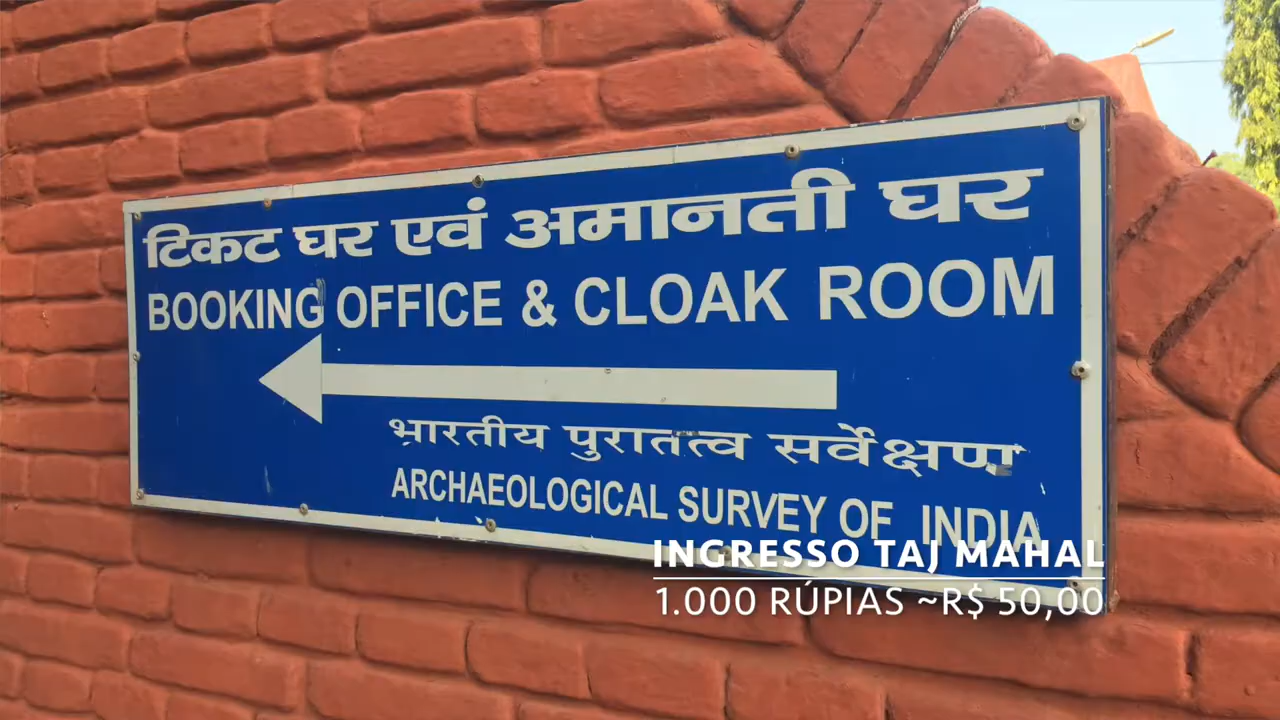 टिकट घर एवं अमानती घर
BOOKING OFFICE & CLOAK ROOM
भारतीय पुरातत्व सर्वेक्षण
ARCHAEOLOGICAL SURVEY OF INDIA
INGRESSO TAJ MAHAL
1.000 RÚPIAS ~R$ 50,00